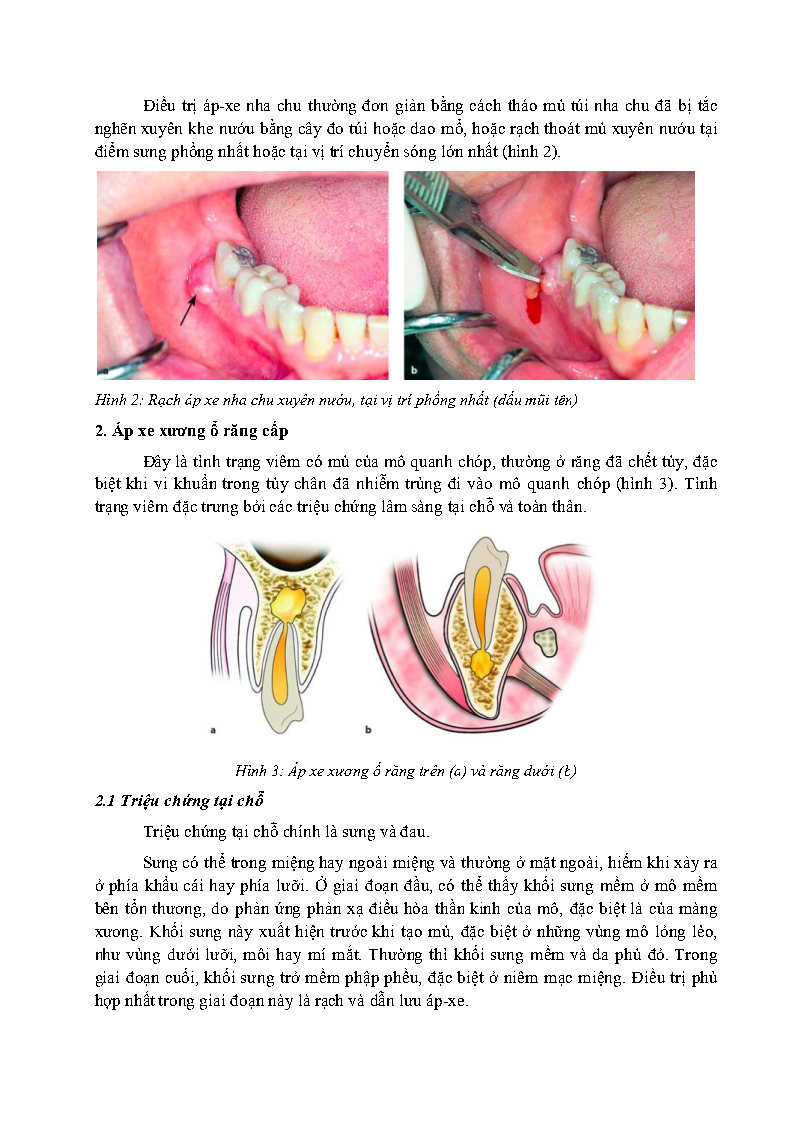 Điều trị áp-xe nha chu thường đơn giản bằng cách tháo mủ túi nha chu đã bị tắc
nghẽn xuyên khe nướu bằng cây đo túi hoặc dao mổ, hoặc rạch thoát mủ xuyên nướu tại
điểm sưng phồng nhất hoặc tại vị trí chuyển sóng lớn nhất (hình 2).
a
b
Hình 2: Rạch áp xe nha chu xuyên nướu, tại vị trí phồng nhất (dấu mũi tên)
2. Áp xe xương ổ răng cấp
Đây là tình trạng viêm có mủ của mô quanh chóp, thường ở răng đã chết tủy, đặc
biệt khi vi khuẩn trong tủy chân đã nhiễm trùng đi vào mô quanh chóp (hình 3). Tình
trạng viêm đặc trưng bởi các triệu chứng lâm sàng tại chỗ và toàn thân.
a
b
Hình 3: Áp xe xương ổ răng trên (a) và răng dưới (b)
2.1 Triệu chứng tại chỗ
Triệu chứng tại chỗ chính là sưng và đau.
Sưng có thể trong miệng hay ngoài miệng và thường ở mặt ngoài, hiếm khi xảy ra
ở phía khẩu cái hay phía lưỡi. Ở giai đoạn đầu, có thể thấy khối sưng mềm ở mô mềm
bên tổn thương, do phản ứng phản xạ điều hòa thần kinh của mô, đặc biệt là của màng
xương. Khối sưng này xuất hiện trước khi tạo mủ, đặc biệt ở những vùng mô lỏng lẻo,
như vùng dưới lưỡi, môi hay mí mắt. Thường thì khối sưng mềm và da phủ đỏ. Trong
giai đoạn cuối, khối sưng trở mềm phập phều, đặc biệt ở niêm mạc miệng. Điều trị phù
hợp nhất trong giai đoạn này là rạch và dẫn lưu áp-xe.